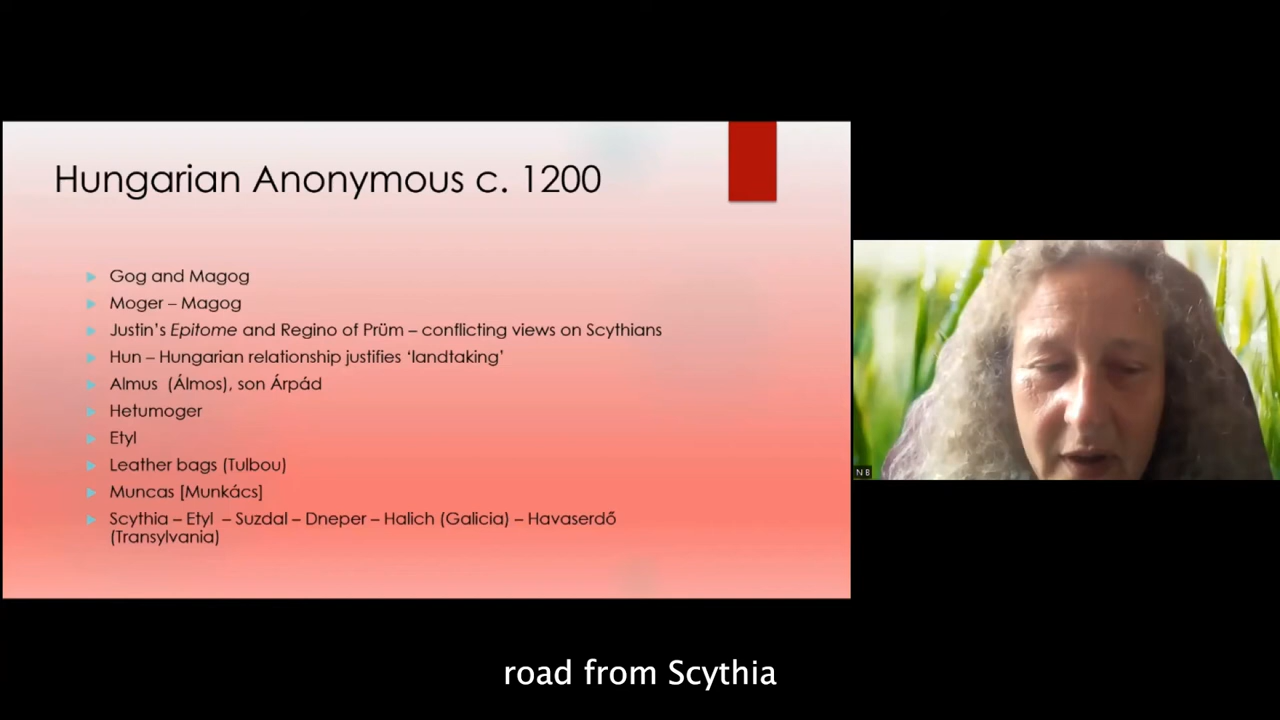 Hungarian Anonymous c. 1200
Gog and Magog
Moger – Magog
Justin's Epitome and Regino of Prüm – conflicting views on Scythians
Hun – Hungarian relationship justifies 'landtaking'
Almus (Álmos), son Árpád
Hetumoger
Etyl
Leather bags (Tulbou)
Muncas [Munkács]
Scythia – Etyl – Suzdal – Dneper – Halich (Galicia) – Havaserdő
(Transylvania)
N B
road from Scythia